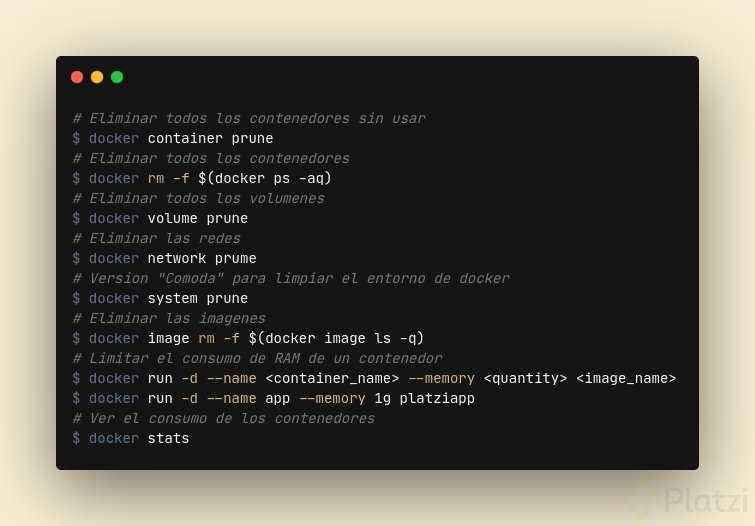 # Eliminar todos los contenedores sin usar
$ docker container prune
# Eliminar todos los contenedores
$ docker rm -f $(docker ps -aq)
# Eliminar todos los volumenes
$ docker volume prune
# Eliminar las redes
$ docker network prume
# Version "Comoda" para limpiar el entorno de docker
$ docker system prune
# Eliminar las imagenes
$ docker image rm -f $(docker image ls -q)
# Limitar el consumo de RAM de un contenedor
$ docker run -d --name <container_name> --memory <quantity> <image_name>
$ docker run -d --name app --memory 1g platziapp
# Ver el consumo de los contenedores
$ docker stats
Platzi